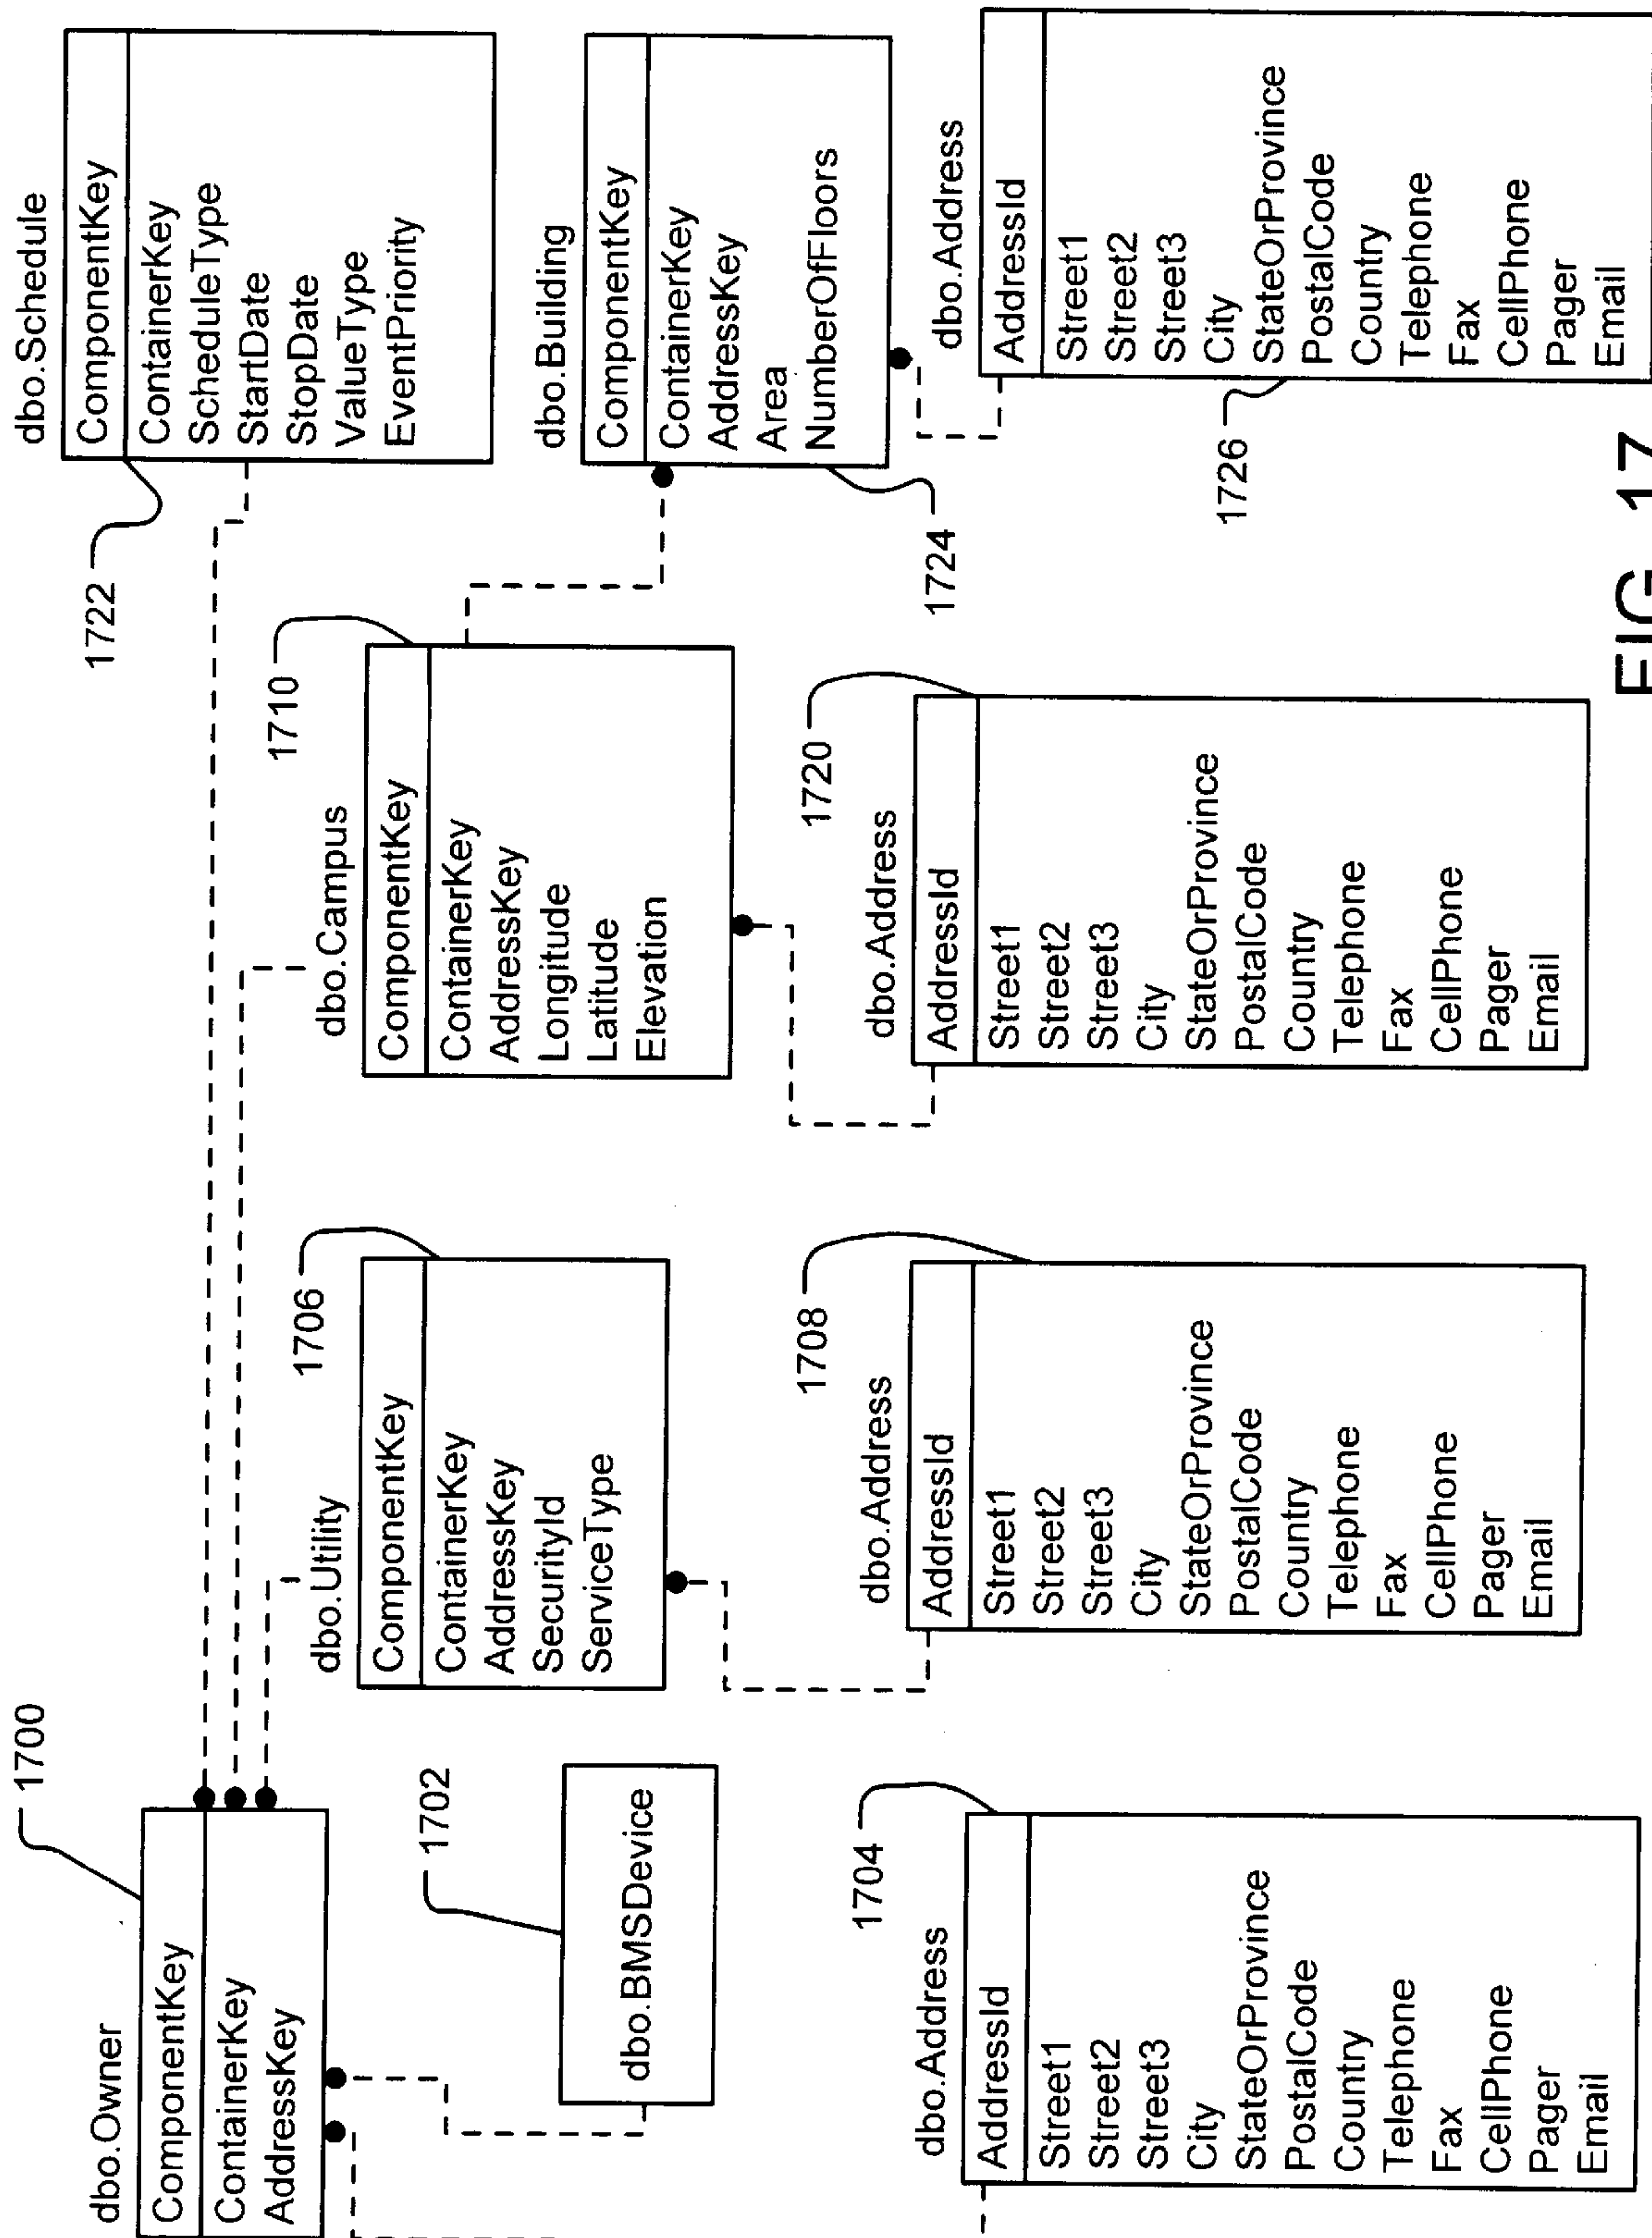 dbo.Owner
1700
ComponentKey
ContainerKey
AddressKey
1702
dbo.BMSDevice
1704
dbo.Address
AddressId
Street1
Street2
Street3
City
StateOrProvince
PostalCode
Country
Telephone
Fax
CellPhone
Pager
Email
dbo.Utility
1706
ComponentKey
ContainerKey
AddressKey
SecurityId
ServiceType
1708
dbo.Address
AddressId
Street1
Street2
Street3
City
StateOrProvince
PostalCode
Country
Telephone
Fax
CellPhone
Pager
Email
dbo.Campus
1710
ComponentKey
ContainerKey
AddressKey
Longitude
Latitude
Elevation
1720
dbo.Address
AddressId
Street1
Street2
Street3
City
StateOrProvince
PostalCode
Country
Telephone
Fax
CellPhone
Pager
Email
dbo.Schedule
1722
ComponentKey
ContainerKey
ScheduleType
StartDate
StopDate
ValueType
EventPriority
dbo.Building
ComponentKey
ContainerKey
AddressKey
Area
NumberOfFloors
1724
dbo.Address
AddressId
Street1
Street2
Street3
City
StateOrProvince
PostalCode
Country
Telephone
Fax
CellPhone
Pager
Email
1726
FIG 17